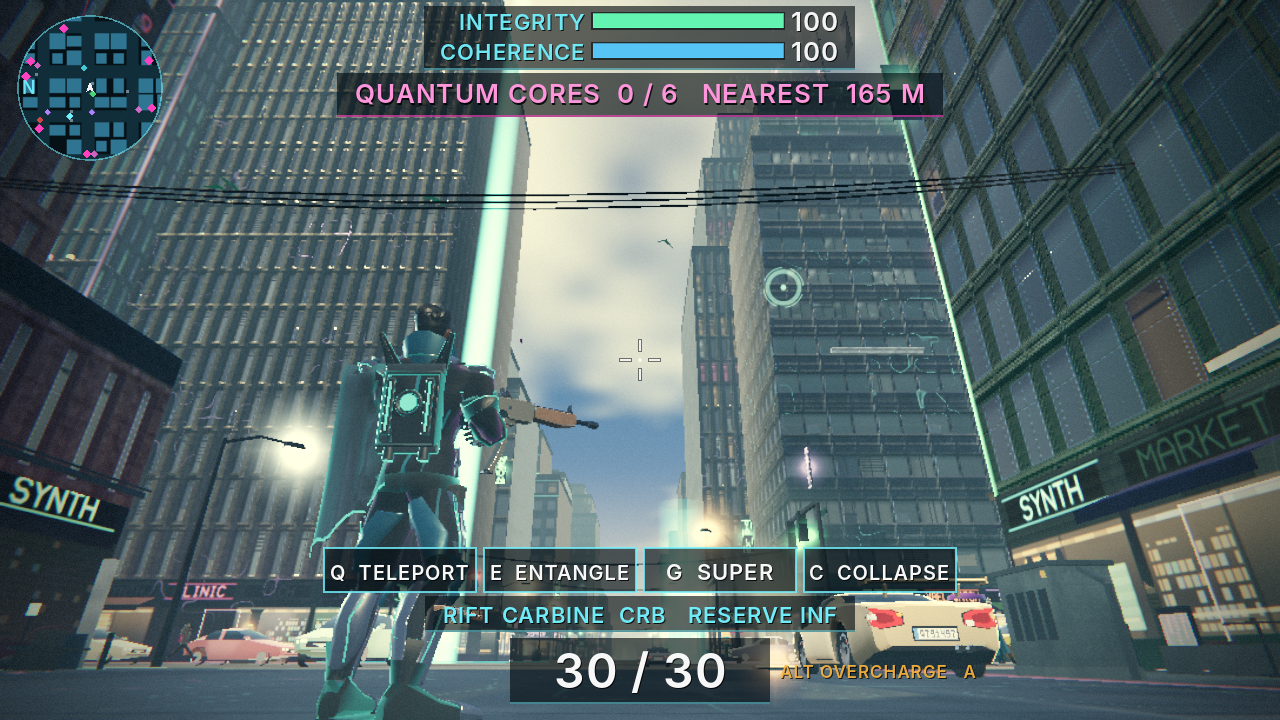 INTEGRITY 100
COHERENCE 100
QUANTUM CORES 0 / 6 NEAREST 165 M
N
SYNTH
MARKET
SYNTH
LINIC
Q TELEPORT
E ENTANGLE
G SUPER
C COLLAPSE
RIFT CARBINE CRB RESERVE INF
30 / 30
ALT OVERCHARGE A